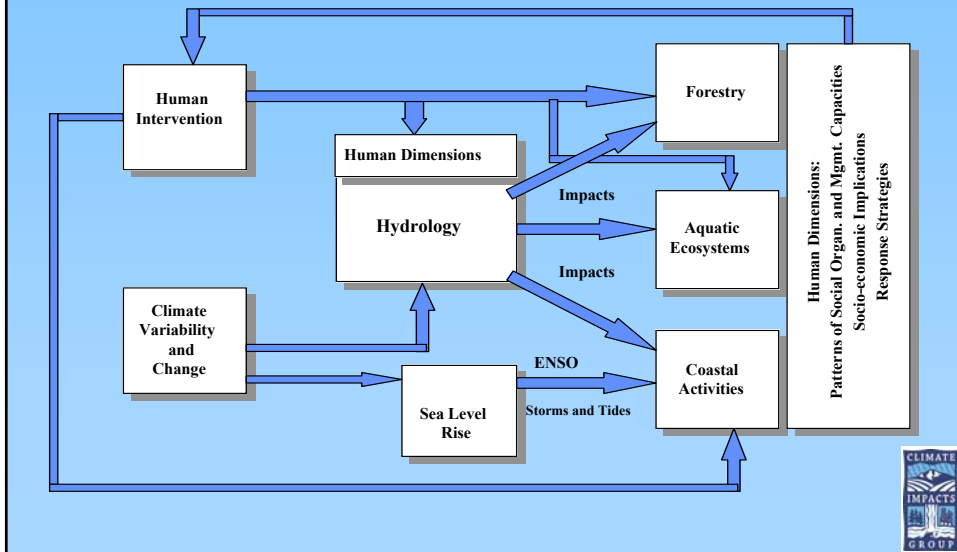 Human
Intervention
Forestry
Human Dimensions
Hydrology
Impacts
Aquatic
Ecosystems
Impacts
Climate
Variability
and
Change
ENSO
Storms and Tides
Sea Level
Rise
Coastal
Activities
Human Dimensions:
Patterns of Social Organ. and Mgmt. Capacities
Socio-economic Implications
Response Strategies
CLIMATE
IMPACTS
GROUP